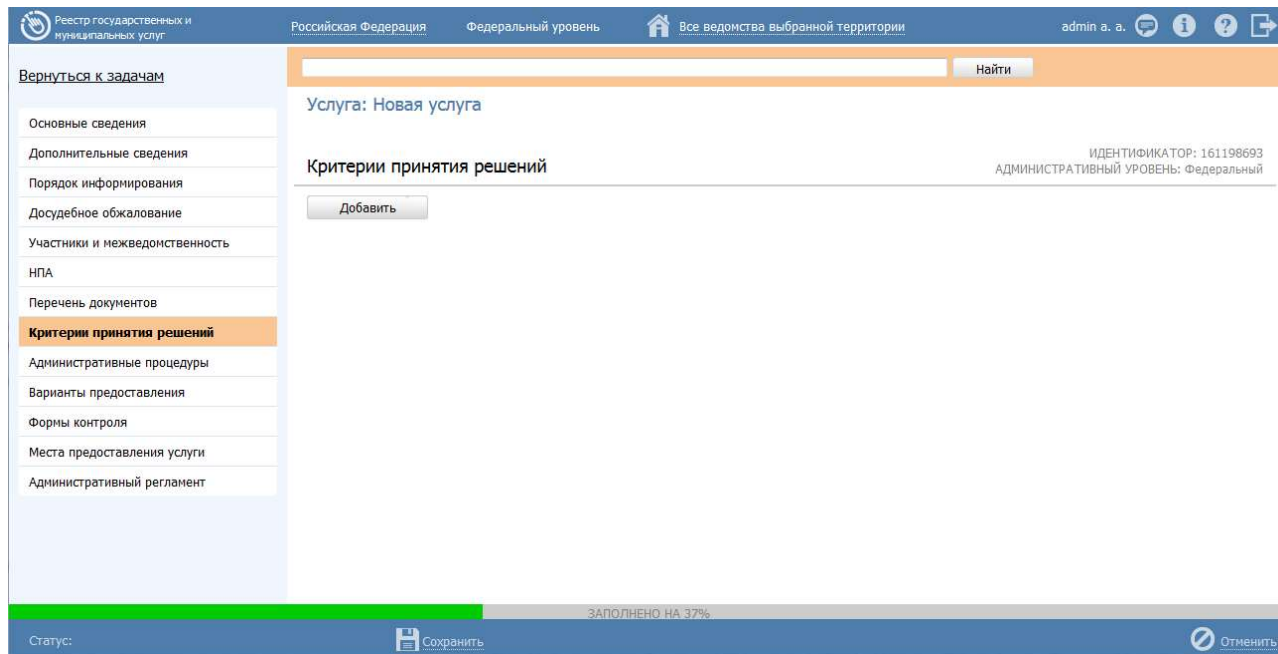 Реестр государственных и
муниципальных услуг
Российская Федерация Федеральный уровень Все ведомства выбранной территории admin a. a.
Вернуться к задачам
Найти
Услуга: Новая услуга
Основные сведения
Дополнительные сведения
Порядок информирования
Досудебное обжалование
Участники и межведомственность
НПА
Перечень документов
Критерии принятия решений
Административные процедуры
Варианты предоставления
Формы контроля
Места предоставления услуги
Административный регламент
Критерии принятия решений
ИДЕНТИФИКАТОР: 161198693
АДМИНИСТРАТИВНЫЙ УРОВЕНЬ: Федеральный
Добавить
ЗАПОЛНЕНО НА 37%
Статус: Сохранить Отменить